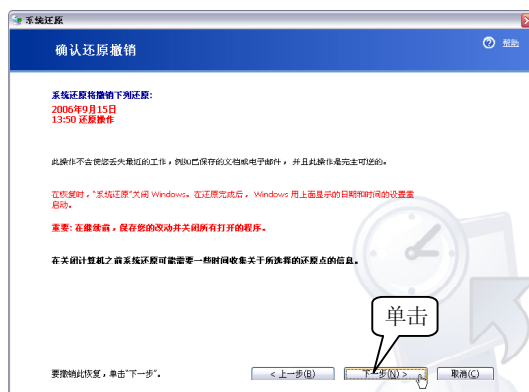 系统还原
确认还原撤销
帮助
系统还原将撤销下列还原:
2006年9月15日
13:50 还原操作
此操作不会使您丢失最近的工作，例如已保存的文档或电子邮件， 并且此操作是完全可逆的。
在恢复时，“系统还原”关闭 Windows。在还原完成后， Windows 用上面显示的日期和时间的设置重
启动。
重要: 在继续前，保存您的改动并关闭所有打开的程序。
在关闭计算机之前系统还原可能需要一些时间收集关于所选择的还原点的信息。
单击
要撤销此恢复，单击“下一步”。
< 上一步(B)
下一步(N) >
取消(C)